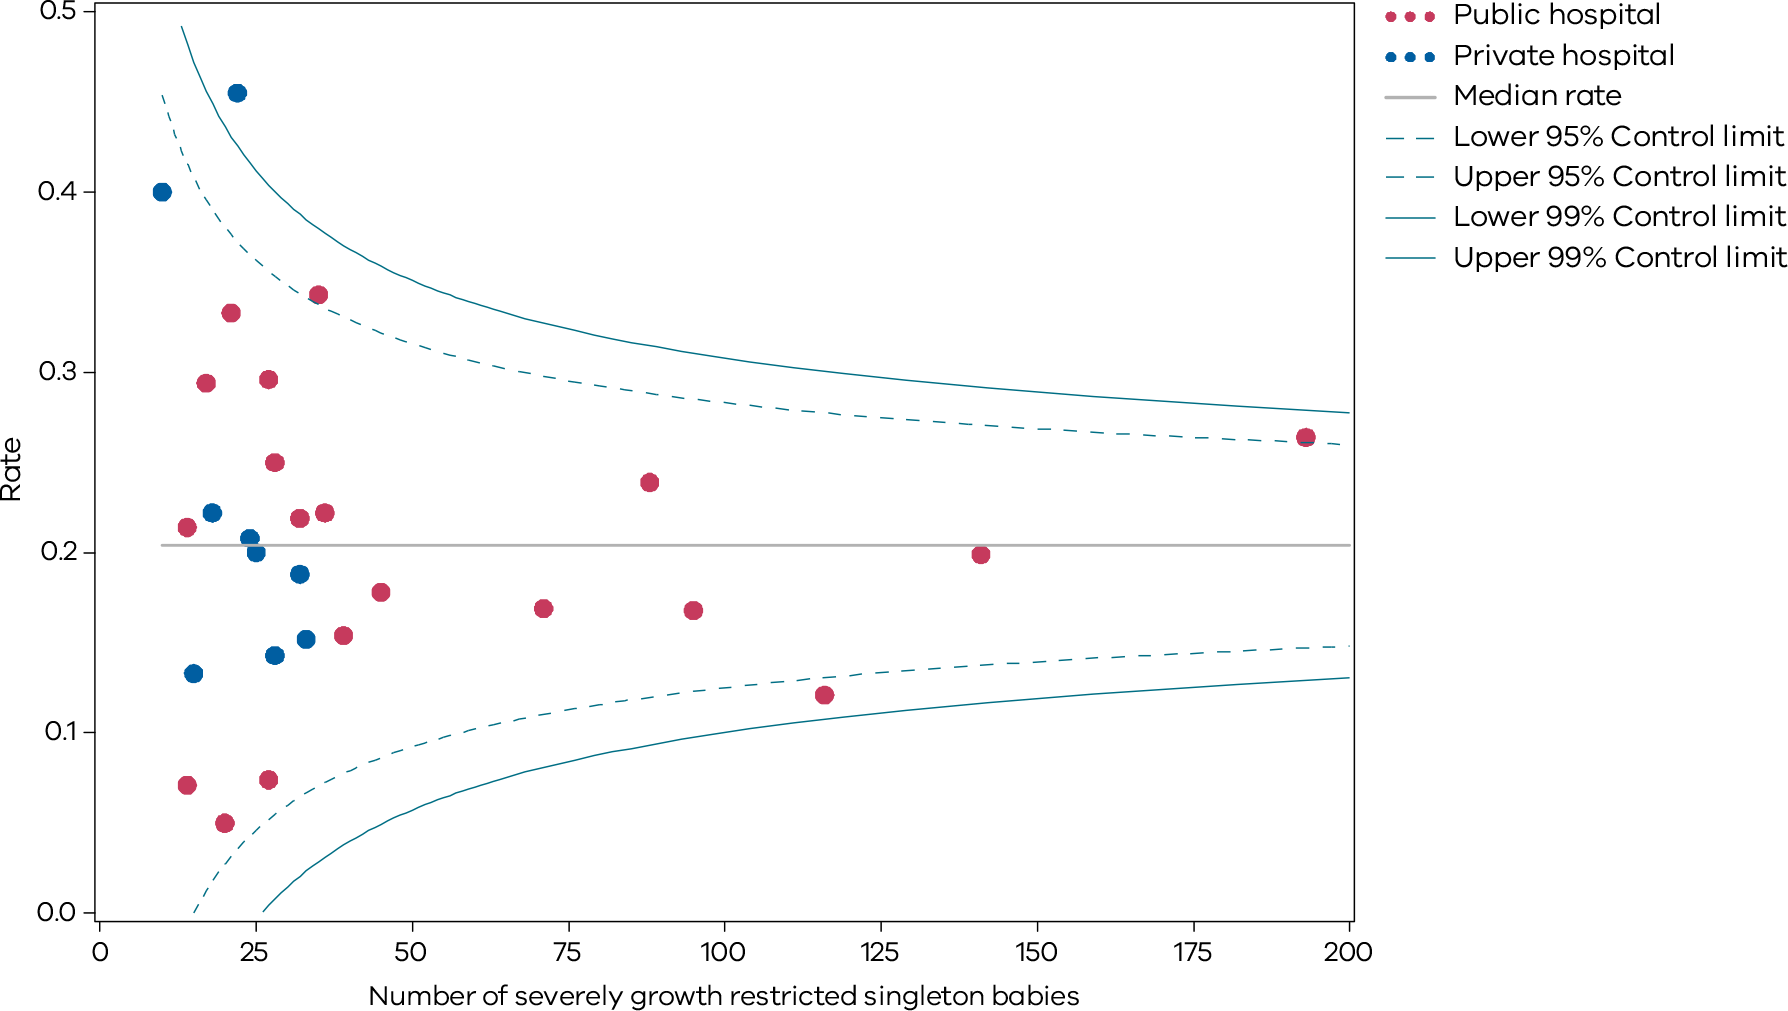 0.5
0.4
0.3
0.2
0.1
0.0
Rate
0 25 50 75 100 125 150 175 200
Number of severely growth restricted singleton babies
Public hospital
Private hospital
Median rate
Lower 95% Control limit
Upper 95% Control limit
Lower 99% Control limit
Upper 99% Control limit